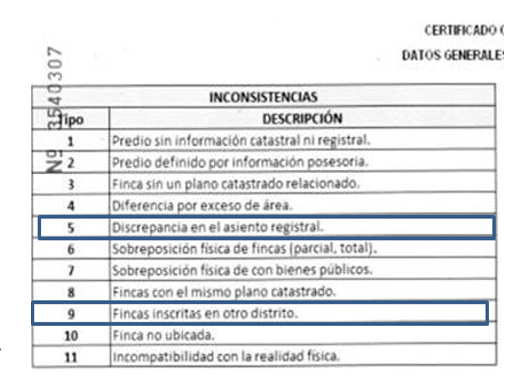 CERTIFICADO
DATOS GENERALES
Nº 3540307
INCONSISTENCIAS
Tipo DESCRIPCIÓN
1 Predio sin información catastral ni registral.
2 Predio definido por información posesoria.
3 Finca sin un plano catastrado relacionado.
4 Diferencia por exceso de área.
5 Discrepancia en el asiento registral.
6 Sobreposición física de fincas (parcial, total).
7 Sobreposición física de con bienes públicos.
8 Fincas con el mismo plano catastrado.
9 Fincas inscritas en otro distrito.
10 Finca no ubicada.
11 Incompatibilidad con la realidad física.